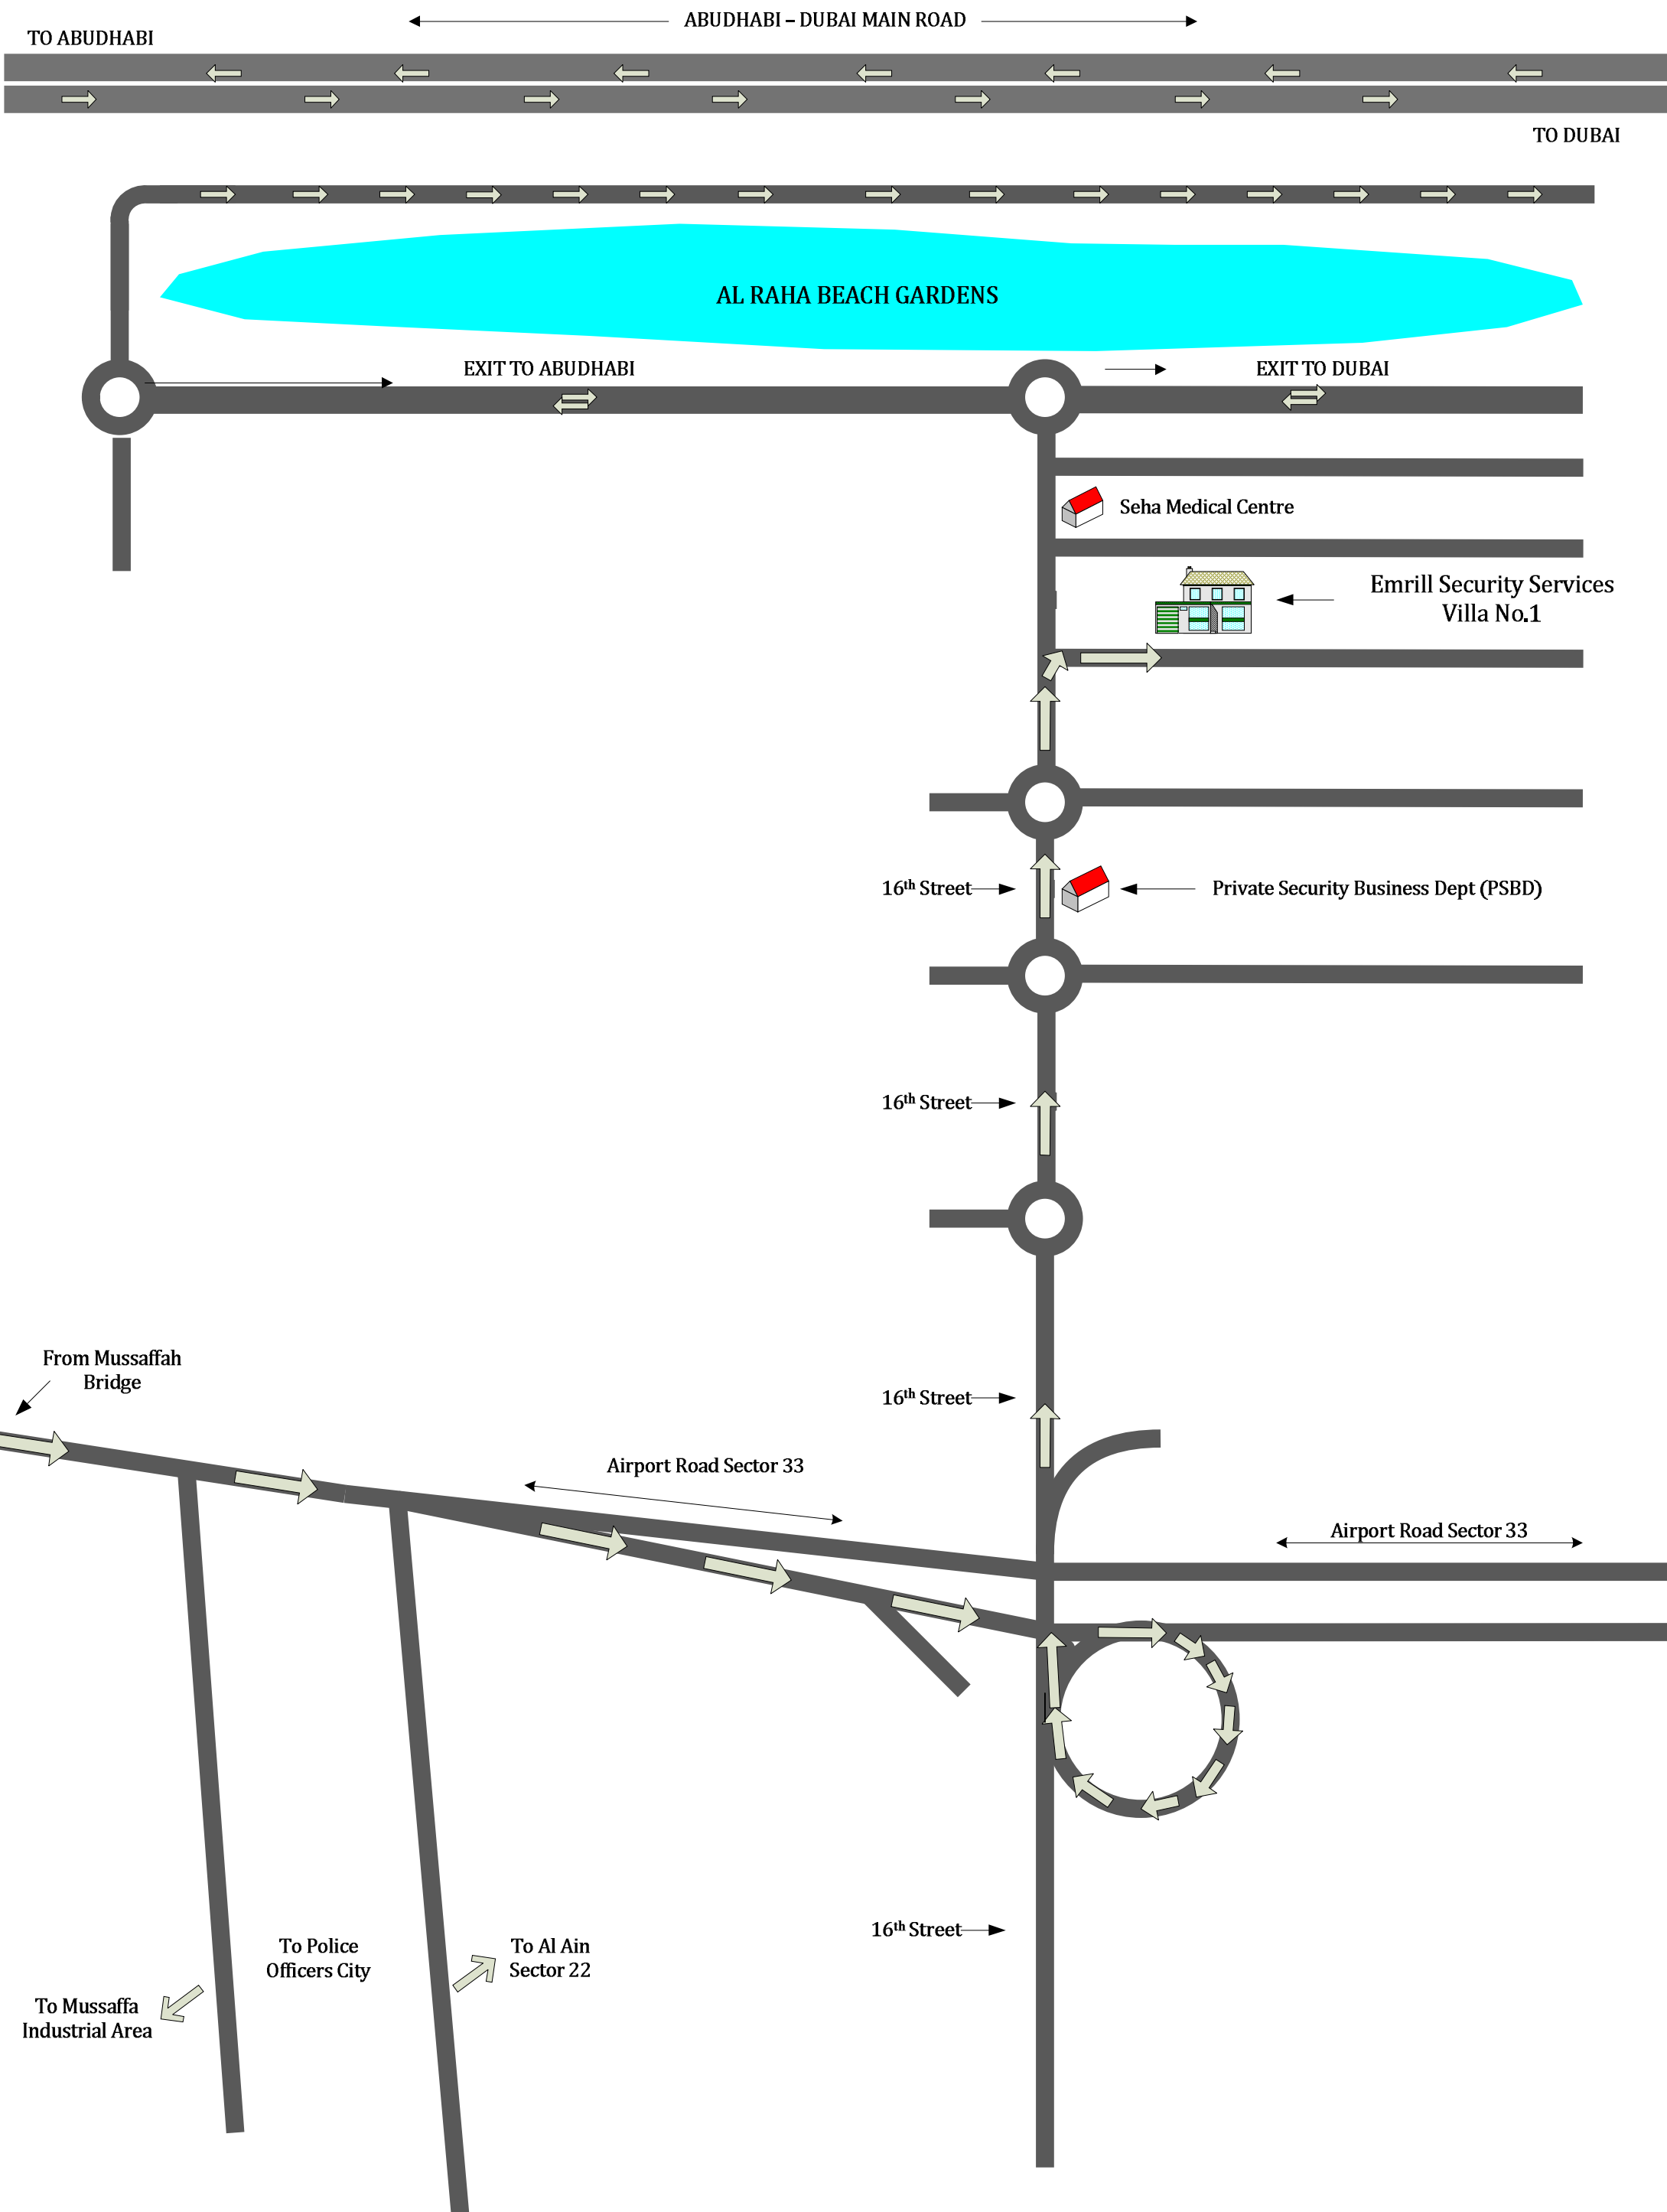 ABUDHABI – DUBAI MAIN ROAD
TO ABUDHABI
TO DUBAI
AL RAHA BEACH GARDENS
EXIT TO ABUDHABI
EXIT TO DUBAI
Seha Medical Centre
Emrill Security Services
Villa No.1
16th Street
Private Security Business Dept (PSBD)
16th Street
From Mussaffah
Bridge
16th Street
Airport Road Sector 33
Airport Road Sector 33
16th Street
To Police
Officers City
To Al Ain
Sector 22
To Mussaffa
Industrial Area